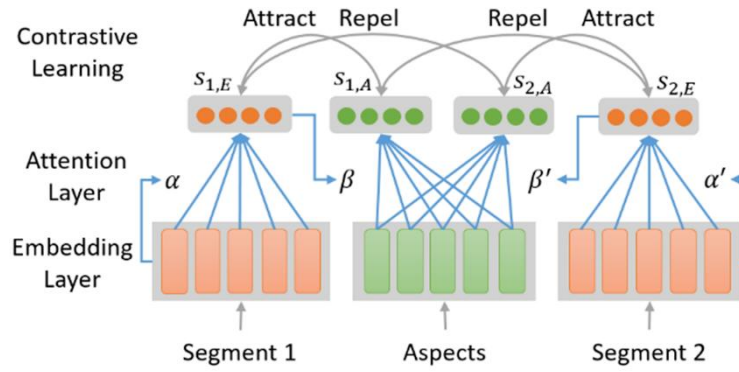 Attract Repel Repel Attract
Contrastive
Learning
s₁,E s₁,A s₂,A s₂,E
Attention
Layer
α β β′ α′
Embedding
Layer
Segment 1 Aspects Segment 2